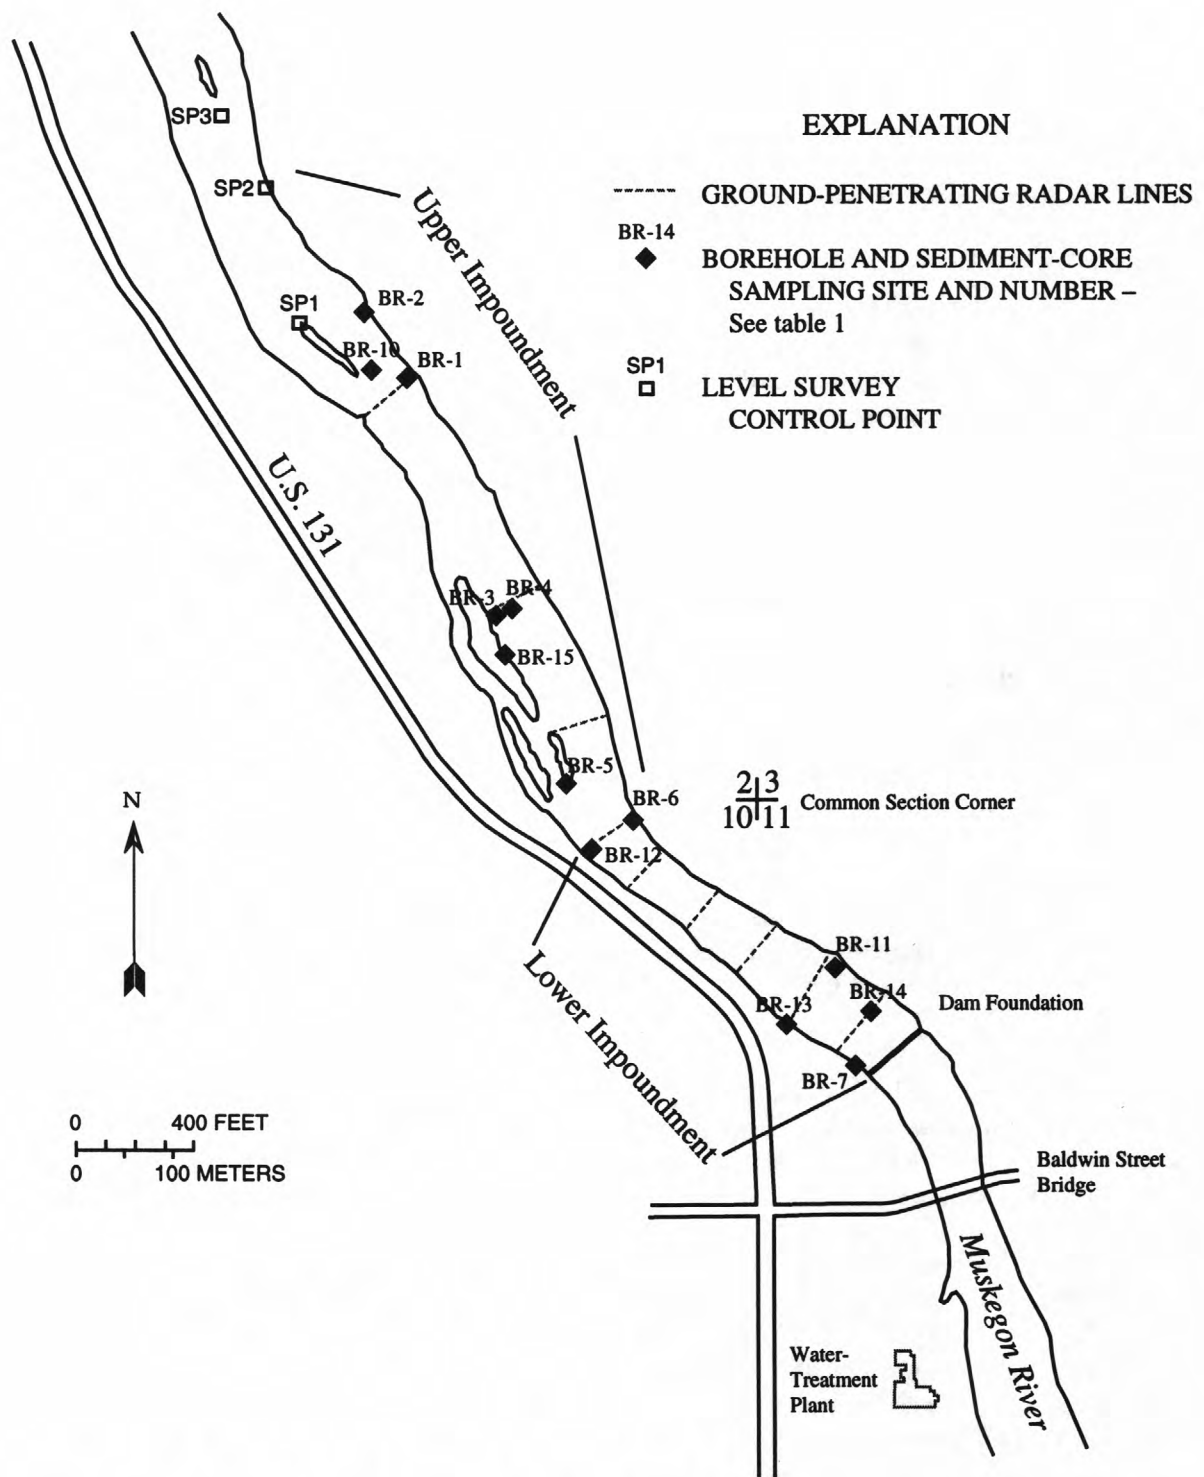 EXPLANATION
GROUND-PENETRATING RADAR LINES
BR-14
BOREHOLE AND SEDIMENT-CORE
SAMPLING SITE AND NUMBER –
See table 1
SP1
LEVEL SURVEY
CONTROL POINT
SP3
SP2
Upper Impoundment
SP1
BR-2
BR-10
BR-1
U.S. 131
BR-3
BR-4
BR-15
BR-5
BR-6
BR-12
2 3
10 11
Common Section Corner
N
BR-11
BR-14
BR-13
Dam Foundation
BR-7
Lower Impoundment
0 400 FEET
0 100 METERS
Baldwin Street
Bridge
Muskegon River
Water-
Treatment
Plant